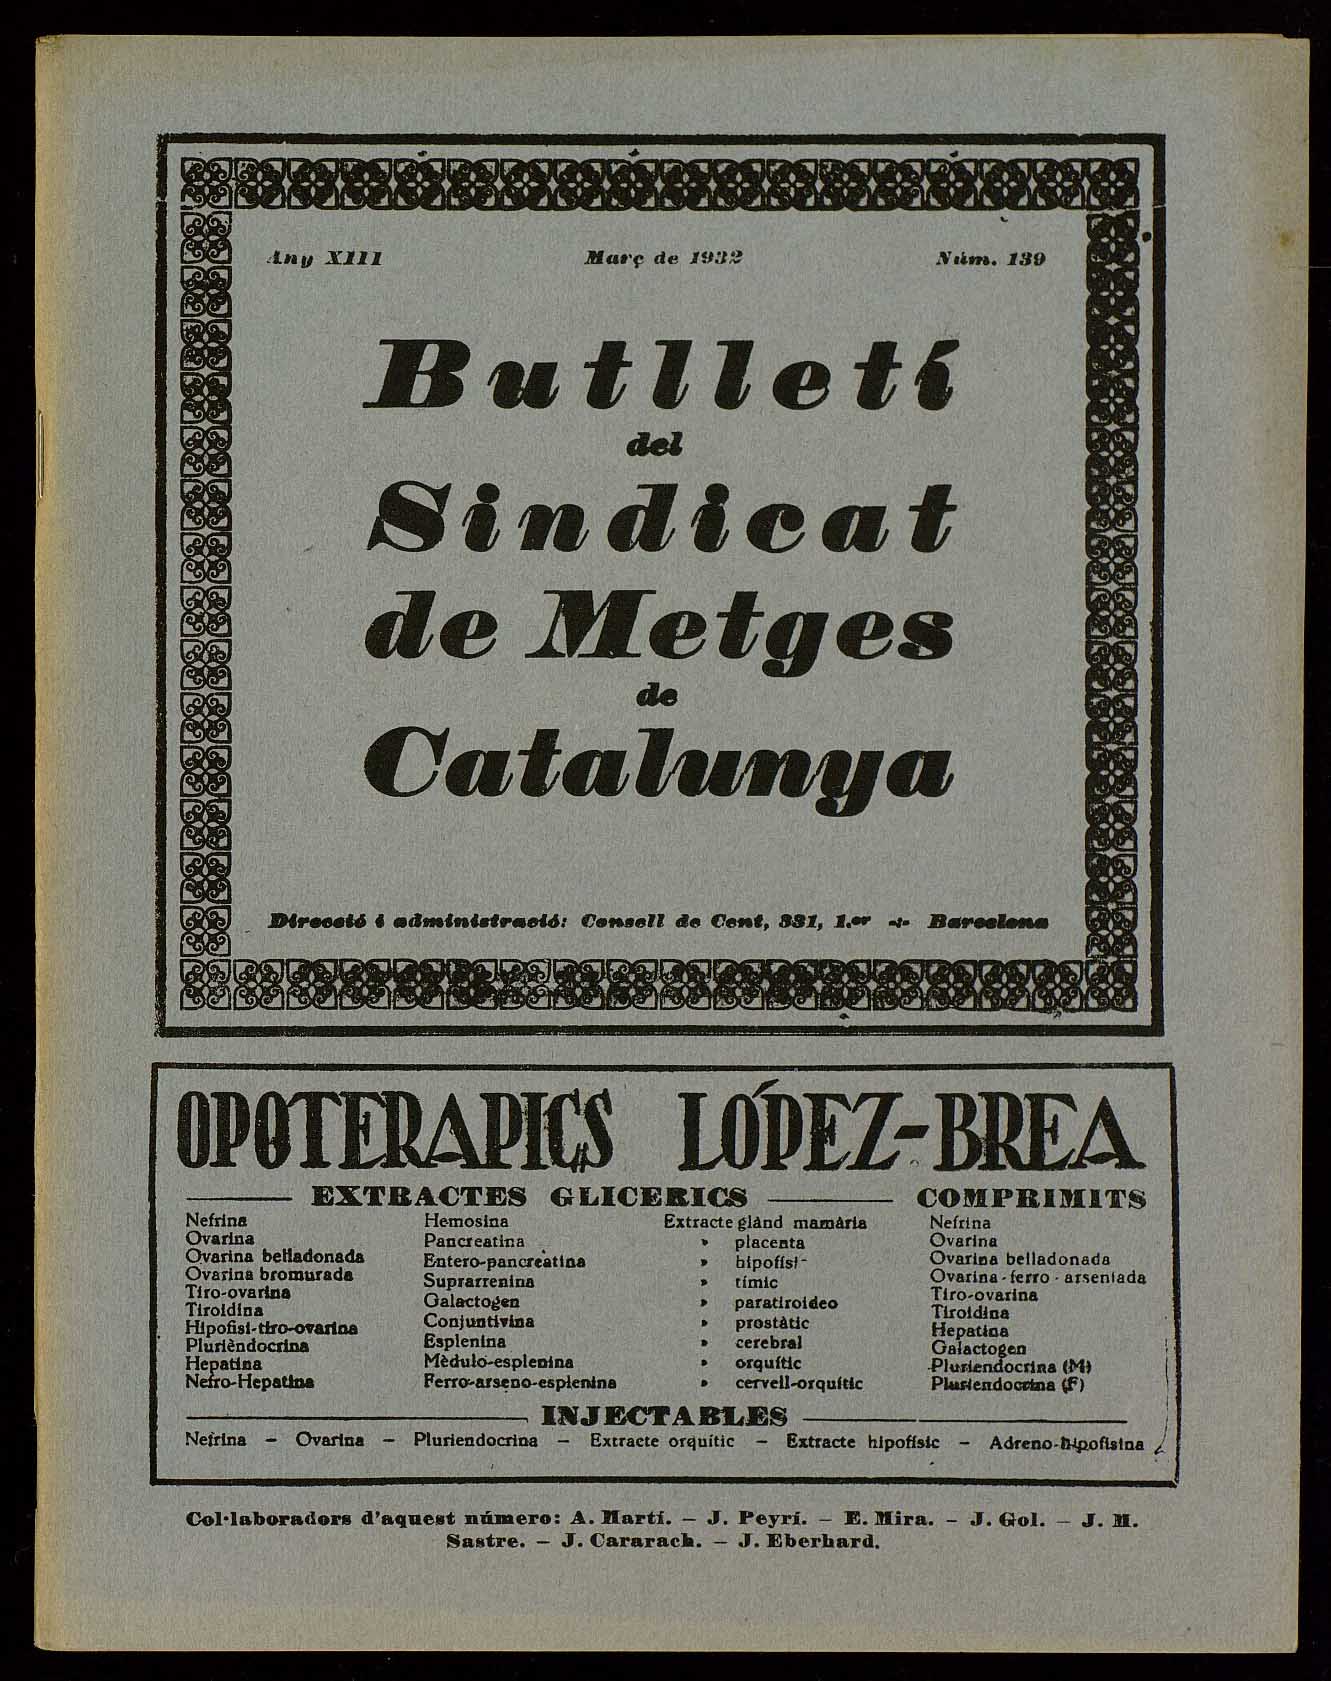 Any XIII Març de 1932 Núm. 139
Butlletí
del
Sindicat
de Metges
de
Catalunya
Direcció i administració: Consell de Cent, 331, 1.er -:- Barcelona
OPOTERAPICS LÓPEZ-BREA
EXTRACTES GLICERICS
Nefrina
Ovarina
Ovarina belladonada
Ovarina bromurada
Tiro-ovarina
Tiroidina
Hipofisi-tiro-ovarina
Plurièndocrina
Hepatina
Nefro-Hepatina
Hemosina
Pancreatina
Entero-pancreàtina
Suprarrenina
Galactogen
Conjuntivina
Esplenina
Mèdulo-esplenina
Ferro-arseno-esplenina
Extracte glànd mamària
» placenta
» hipofisi
» tímic
» paratiroideo
» prostàtic
» cerebral
» orquític
» cervell-orquític
COMPRIMITS
Nefrina
Ovarina
Ovarina belladonada
Ovarina-ferro-arseniada
Tiro-ovarina
Tiroidina
Hepatina
Galactogen
Pluriendocrina (M)
Pluriendocrina (F)
INJECTABLES
Nefrina — Ovarina — Pluriendocrina — Extracte orquític — Extracte hipofísic — Adreno-hipofisina
Col·laboradors d'aquest número: A. Martí. — J. Peyrí. — E. Mira. — J. Gol. — J. M.
Sastre. — J. Cararach. — J. Eberhard.